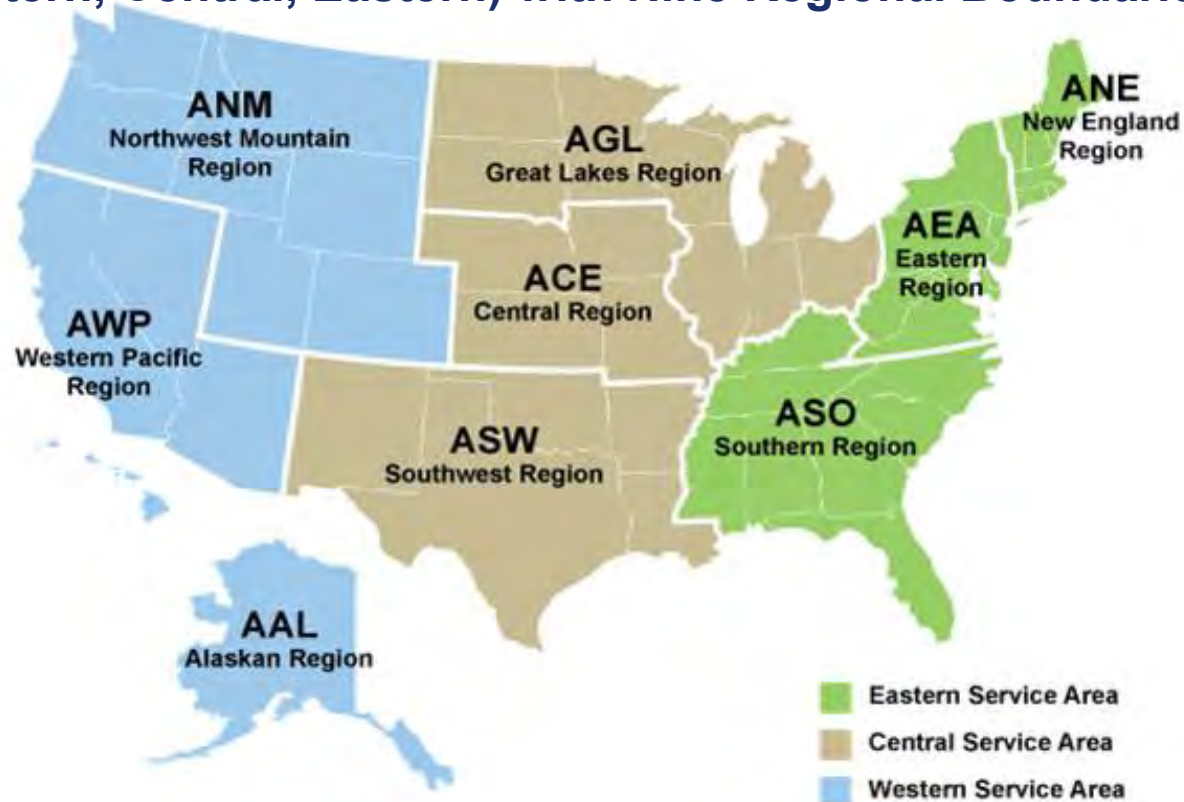 Central, Eastern) with Nine Regional
ANM
Northwest Mountain
Region
AGL
Great Lakes Region
ANE
New England
Region
AEA
Eastern
Region
ACE
Central Region
AWP
Western Pacific
Region
ASW
Southwest Region
ASO
Southern Region
AAL
Alaskan Region
Eastern Service Area
Central Service Area
Western Service Area